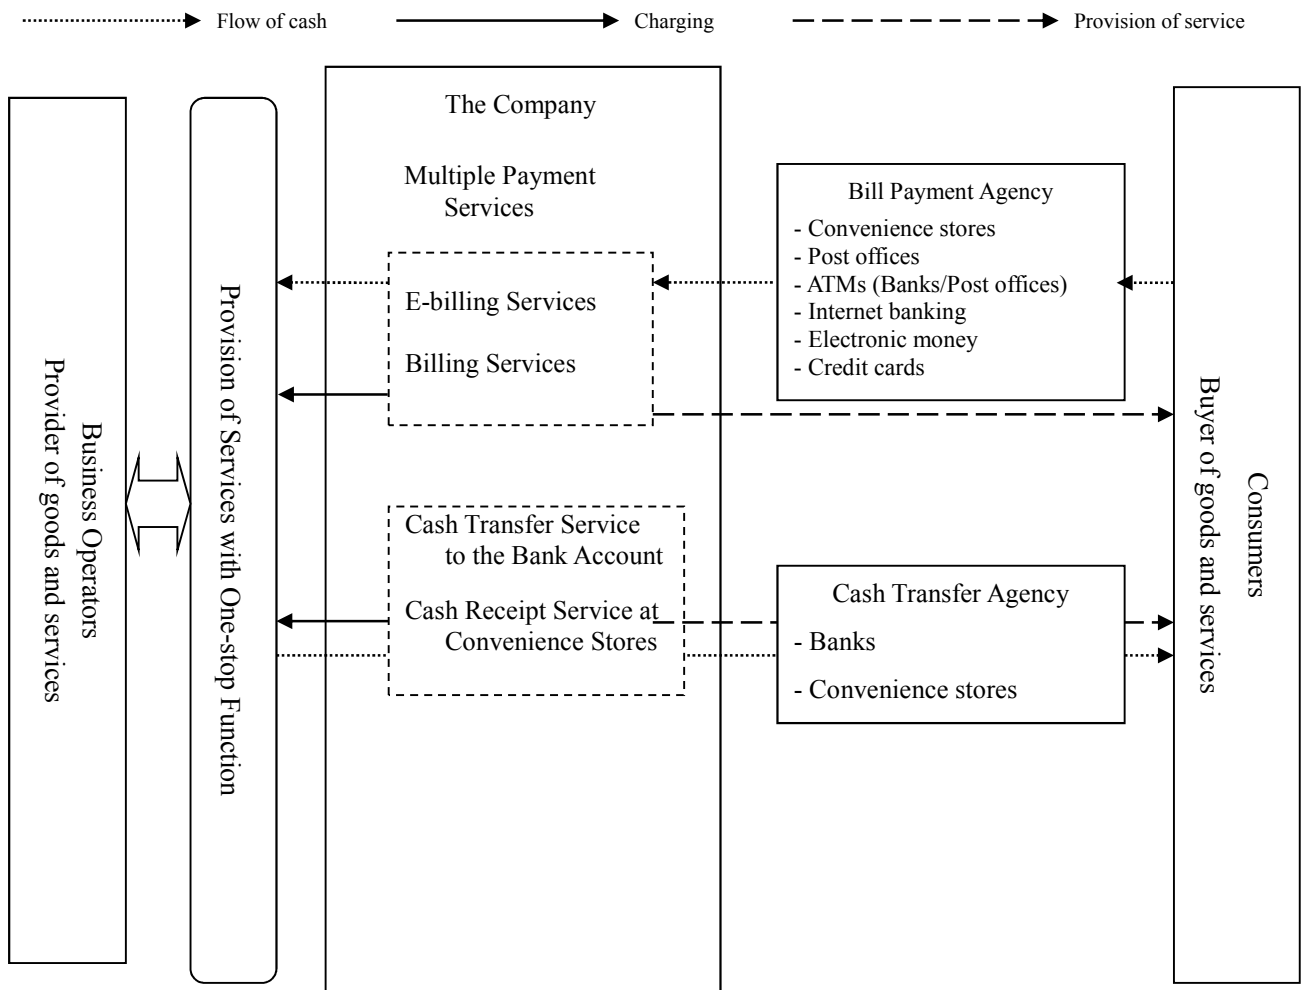 Flow of cash
Charging
Provision of service
Business Operators
Provider of goods and services
Provision of Services with One-stop Function
The Company
Multiple Payment
Services
E-billing Services
Billing Services
Cash Transfer Service
to the Bank Account
Cash Receipt Service at
Convenience Stores
Bill Payment Agency
- Convenience stores
- Post offices
- ATMs (Banks/Post offices)
- Internet banking
- Electronic money
- Credit cards
Cash Transfer Agency
- Banks
- Convenience stores
Consumers
Buyer of goods and services